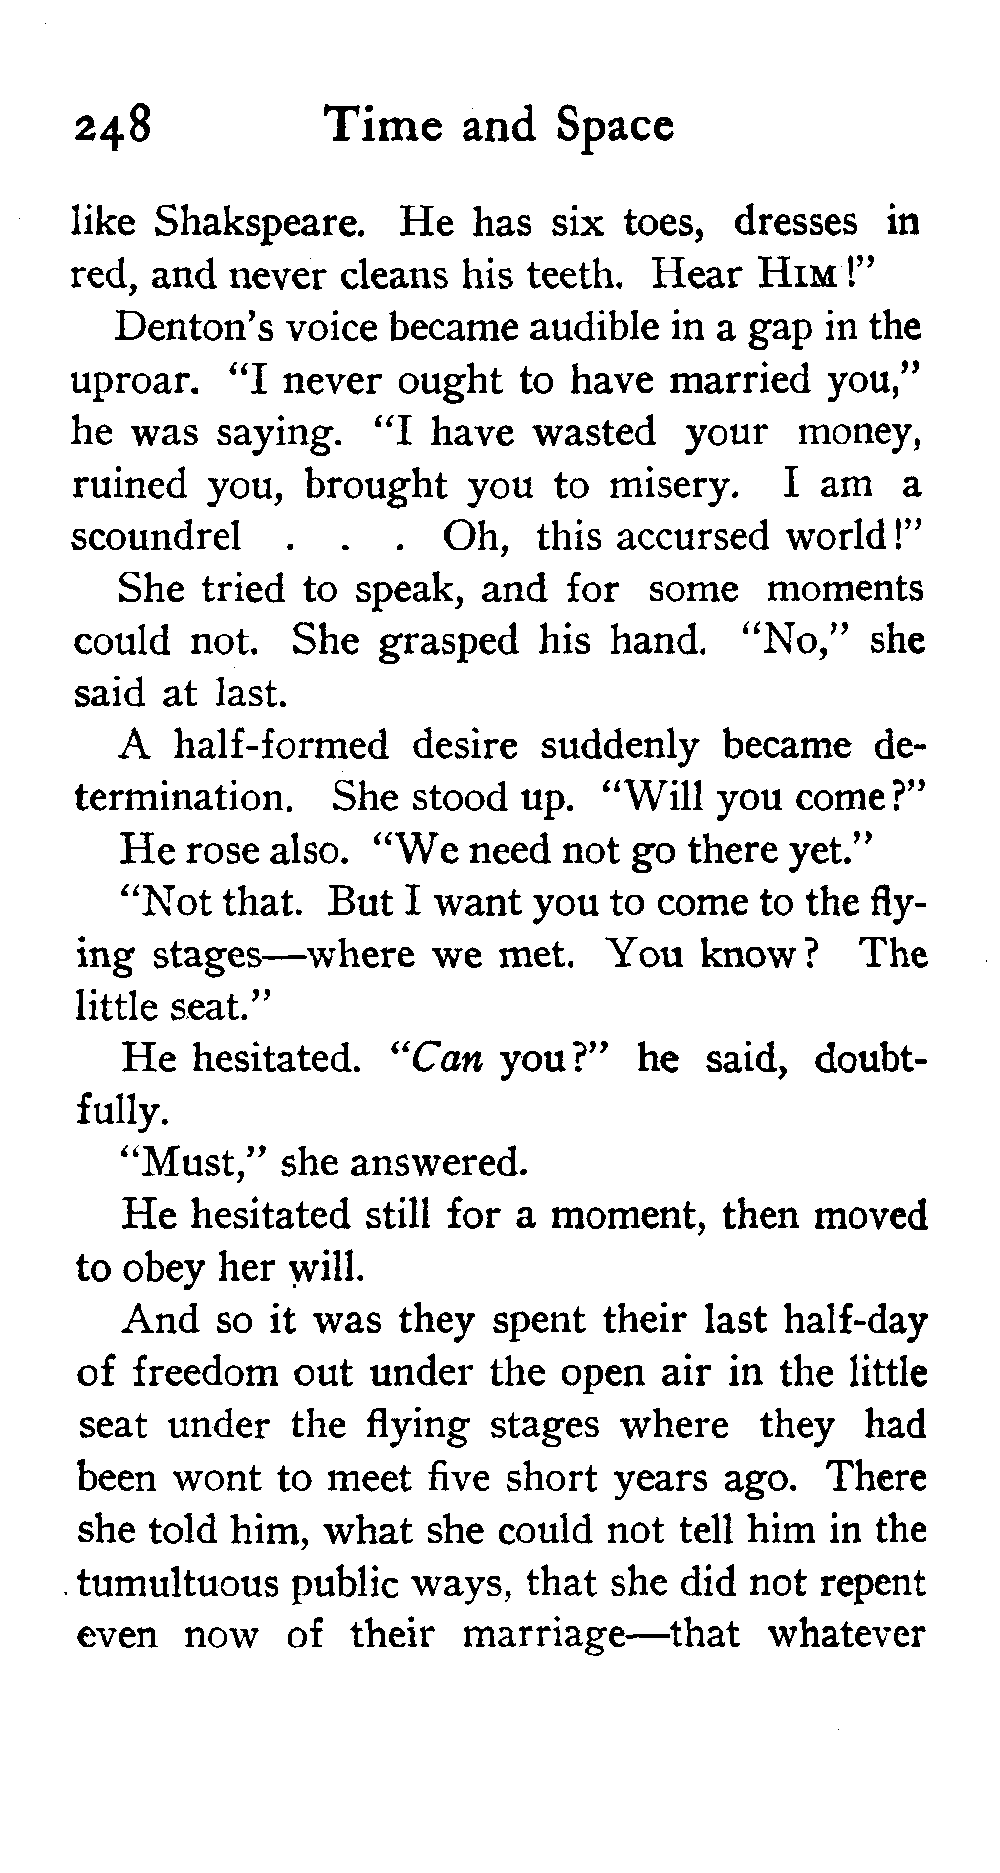 248 Time and Space
like Shakspeare. He has six toes, dresses in
red, and never cleans his teeth. Hear HIM!"
Denton's voice became audible in a gap in the
uproar. "I never ought to have married you,"
he was saying. "I have wasted your money,
ruined you, brought you to misery. I am a
scoundrel . . . Oh, this accursed world!"
She tried to speak, and for some moments
could not. She grasped his hand. "No," she
said at last.
A half-formed desire suddenly became de-
termination. She stood up. "Will you come?"
He rose also. "We need not go there yet."
"Not that. But I want you to come to the fly-
ing stages—where we met. You know? The
little seat."
He hesitated. "Can you?" he said, doubt-
fully.
"Must," she answered.
He hesitated still for a moment, then moved
to obey her will.
And so it was they spent their last half-day
of freedom out under the open air in the little
seat under the flying stages where they had
been wont to meet five short years ago. There
she told him, what she could not tell him in the
tumultuous public ways, that she did not repent
even now of their marriage—that whatever